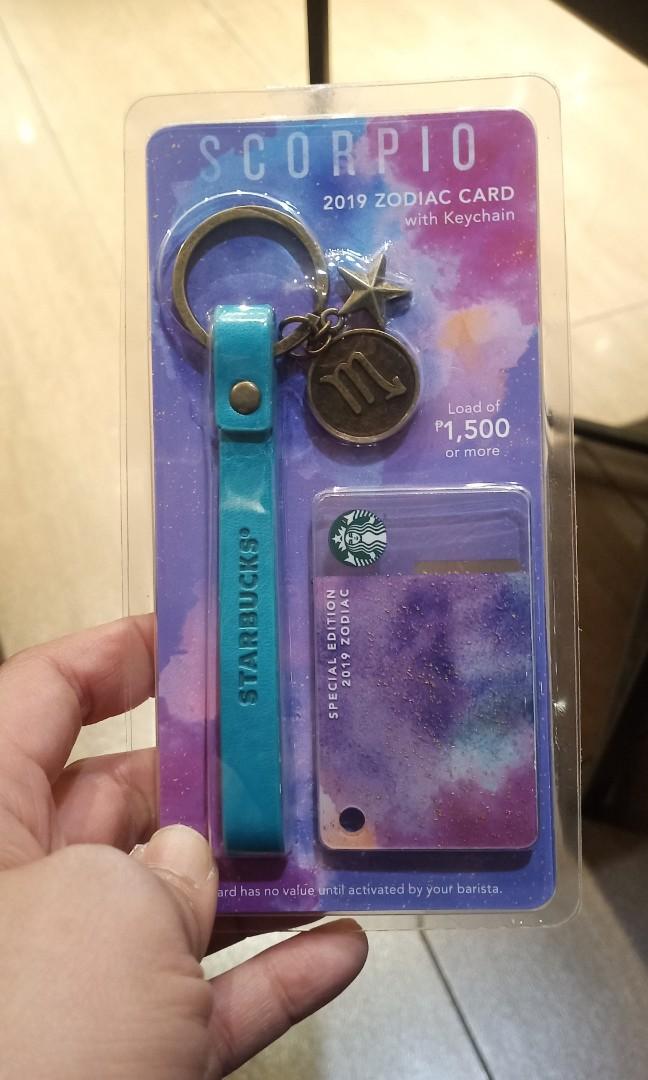 SCORPIO
2019 ZODIAC CARD
with Keychain
Load of
₱1,500
or more
STARBUCKS®
SPECIAL EDITION
2019 ZODIAC
has no value until activated by your barista.